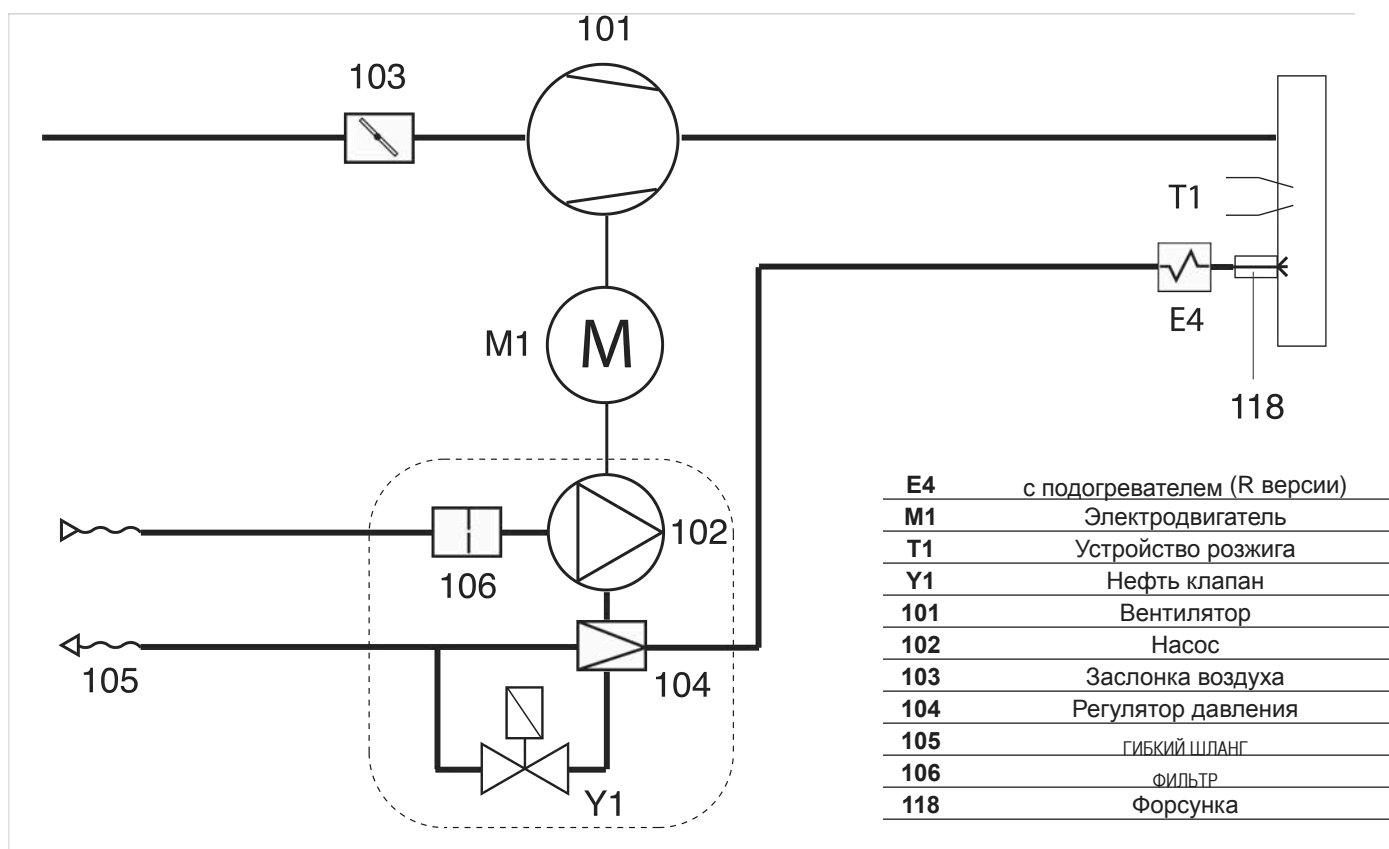 101
103
T1
M1
M
E4
118
102
106
105
104
Y1
E4 с подогревателем (R версии)
M1 Электродвигатель
T1 Устройство розжига
Y1 Нефть клапан
101 Вентилятор
102 Насос
103 Заслонка воздуха
104 Регулятор давления
105 ГИБКИЙ ШЛАНГ
106 ФИЛЬТР
118 Форсунка